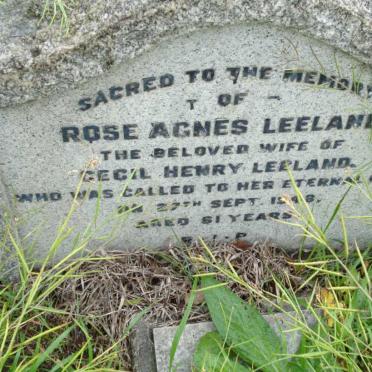 SACRED TO THE MEMORY
OF
ROSE AGNES LEELAND
THE BELOVED WIFE OF
CECIL HENRY LEELAND.
WHO WAS CALLED TO HER ETERNAL
ON 27TH SEPT.
AGED 61 YEARS
R.I.P